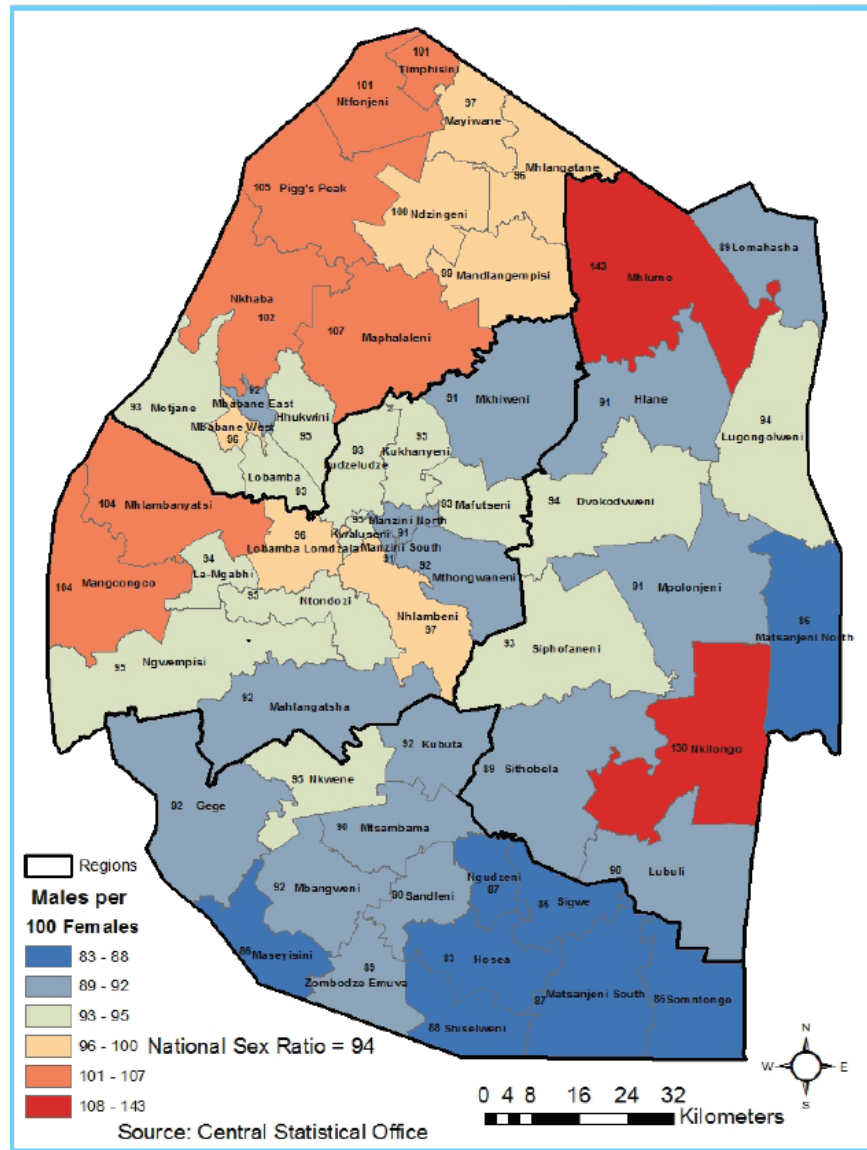 101
Timphisini
101
Ntfonjeni
97
Mayiwane
96
Mhlangatane
105 Pigg's Peak
100 Ndzingeni
99
Mandlangempisi
143
Mhlume
89 Lomahasha
Nkhaba
102
107 Maphalaleni
91 Mkhiweni
91 Hlane
94
Lugongolweni
93 Motjane
92
Mbabane East
Hhukwini
Mbabane West
96
95
Lobamba
93
93
Ludzeludze
95
Kukhanyeni
93 Mafutseni
94 Dvokodvweni
104
Mhlambanyatsi
96
Lobamba Lomdzala
95
Kwaluseni
Manzini North
91
Manzini South
91
92
Mthongwaneni
94
La-Mgabhi
104 Mangcongco
93
Ntondozi
Nhlambeni
97
91 Mpolonjeni
86
Matsanjeni North
93
Siphofaneni
95 Ngwempisi
92
Mahlangatsha
92 Kubuta
130 Nkilongo
89 Sithobela
92 Gege
95 Nkwene
90 Mtsambama
90 Lubuli
92 Mbangweni
90 Sandleni
Ngudzeni
87
86 Sigwe
86 Maseyisini
89
Zombodze Emuva
83 Hosea
87 Matsanjeni South
86 Somntongo
88 Shiselweni
Regions
Males per
100 Females
83 - 88
89 - 92
93 - 95
96 - 100
101 - 107
108 - 143
National Sex Ratio = 94
N
W E
S
0 4 8 16 24 32
Kilometers
Source: Central Statistical Office